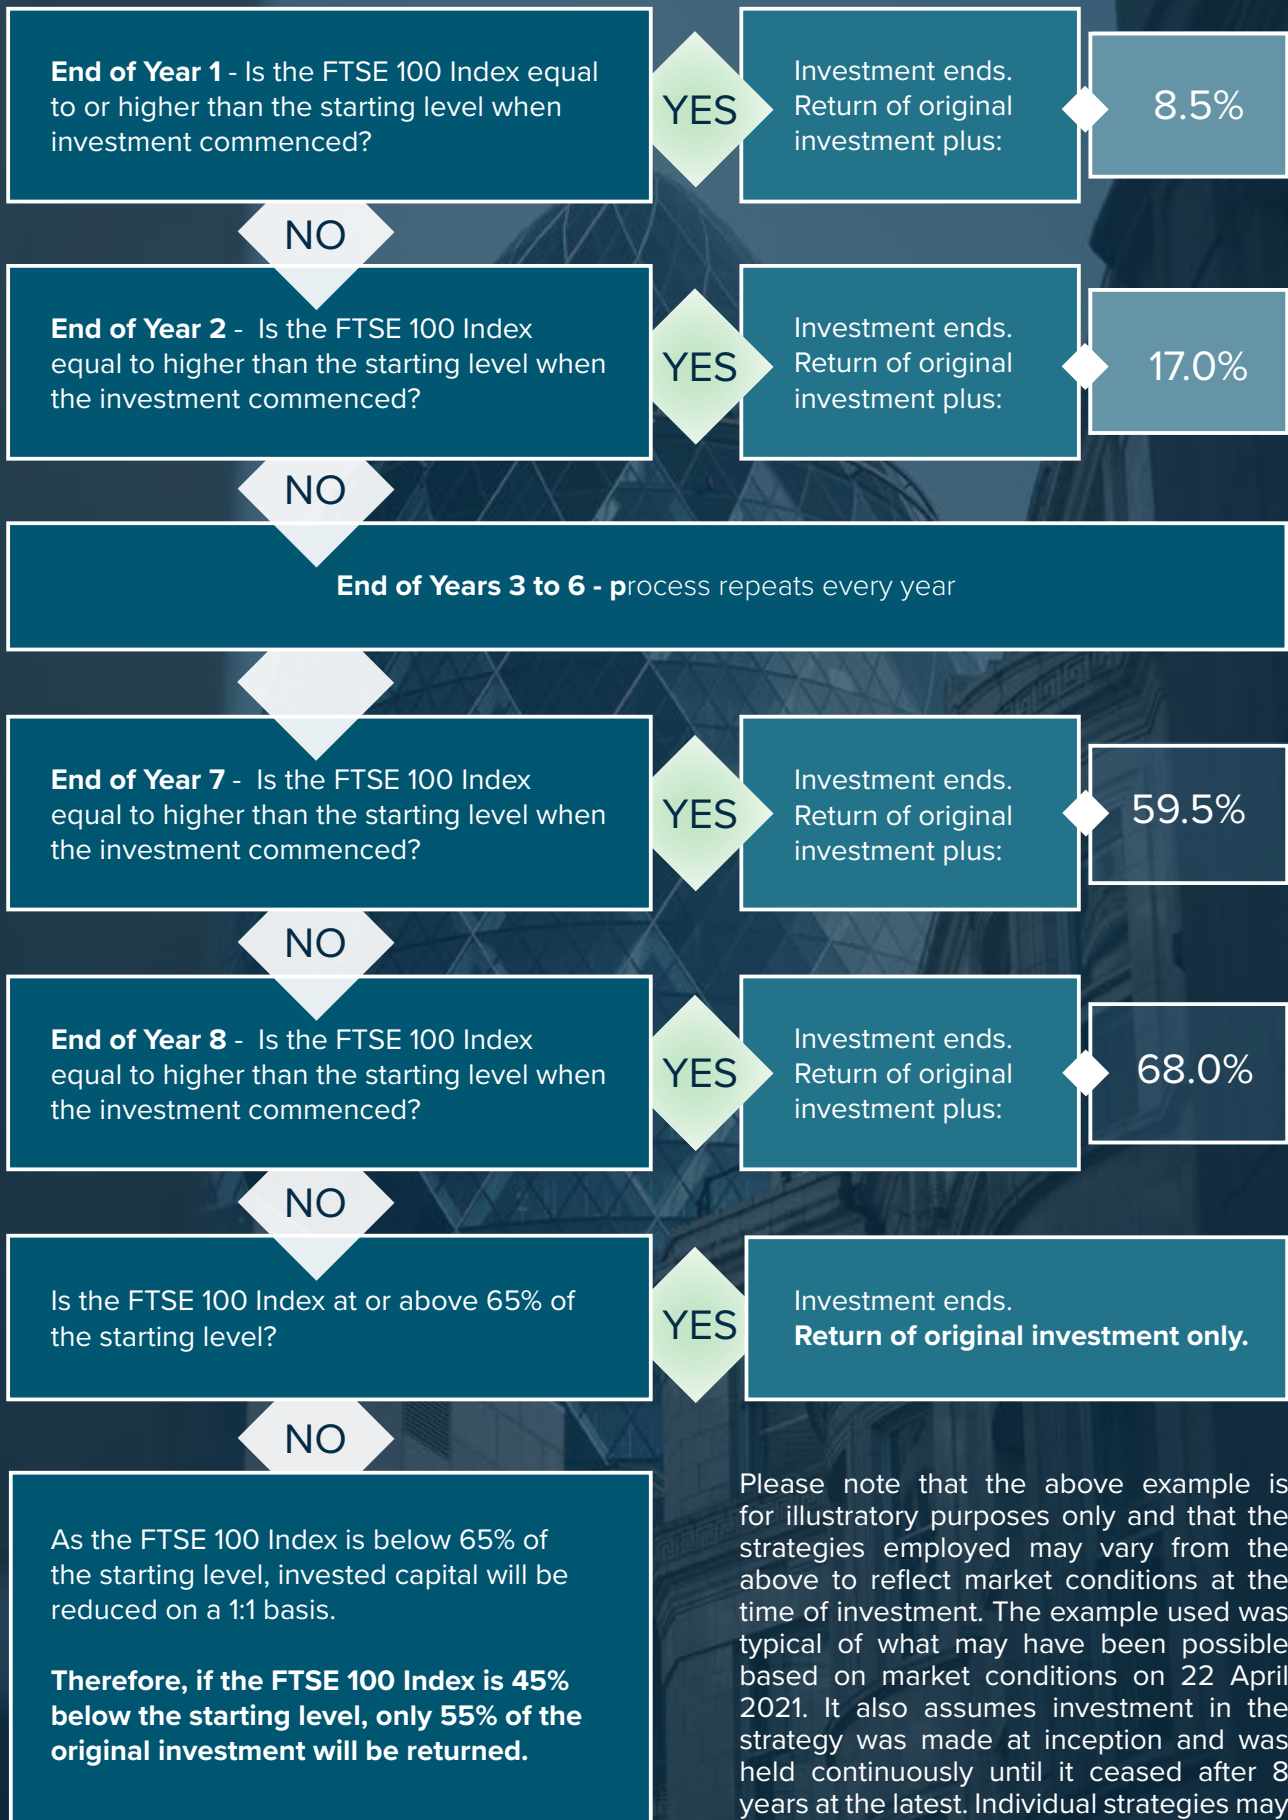 End of Year 1 - Is the FTSE 100 Index equal
to or higher than the starting level when
investment commenced?
YES
Investment ends.
Return of original
investment plus:
8.5%
NO
End of Year 2 - Is the FTSE 100 Index
equal to higher than the starting level when
the investment commenced?
YES
Investment ends.
Return of original
investment plus:
17.0%
NO
End of Years 3 to 6 - process repeats every year
End of Year 7 - Is the FTSE 100 Index
equal to higher than the starting level when
the investment commenced?
YES
Investment ends.
Return of original
investment plus:
59.5%
NO
End of Year 8 - Is the FTSE 100 Index
equal to higher than the starting level when
the investment commenced?
YES
Investment ends.
Return of original
investment plus:
68.0%
NO
Is the FTSE 100 Index at or above 65% of
the starting level?
YES
Investment ends.
Return of original investment only.
NO
As the FTSE 100 Index is below 65% of
the starting level, invested capital will be
reduced on a 1:1 basis.
Therefore, if the FTSE 100 Index is 45%
below the starting level, only 55% of the
original investment will be returned.
Please note that the above example is
for illustratory purposes only and that the
strategies employed may vary from the
above to reflect market conditions at the
time of investment. The example used was
typical of what may have been possible
based on market conditions on 22 April
2021. It also assumes investment in the
strategy was made at inception and was
held continuously until it ceased after 8
years at the latest. Individual strategies may